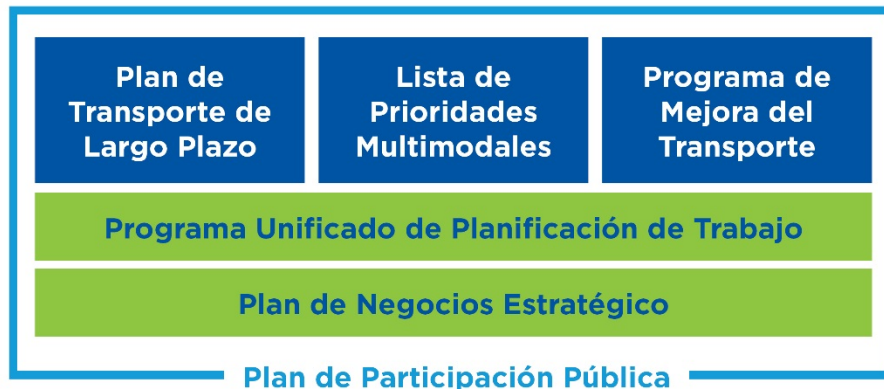 Plan de
Transporte de
Largo Plazo
Lista de
Prioridades
Multimodales
Programa de
Mejora del
Transporte
Programa Unificado de Planificación de Trabajo
Plan de Negocios Estratégico
Plan de Participación Pública